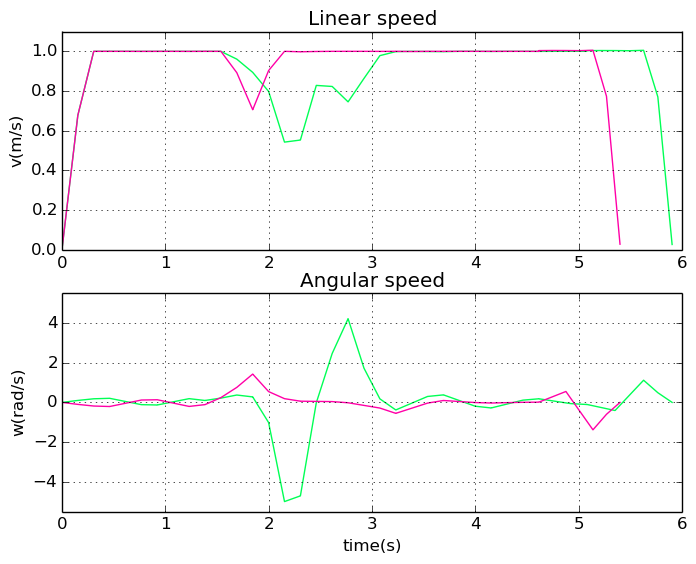 Linear speed
v(m/s)
1.0
0.8
0.6
0.4
0.2
0.0
0 1 2 3 4 5 6
Angular speed
w(rad/s)
4
2
0
−2
−4
0 1 2 3 4 5 6
time(s)